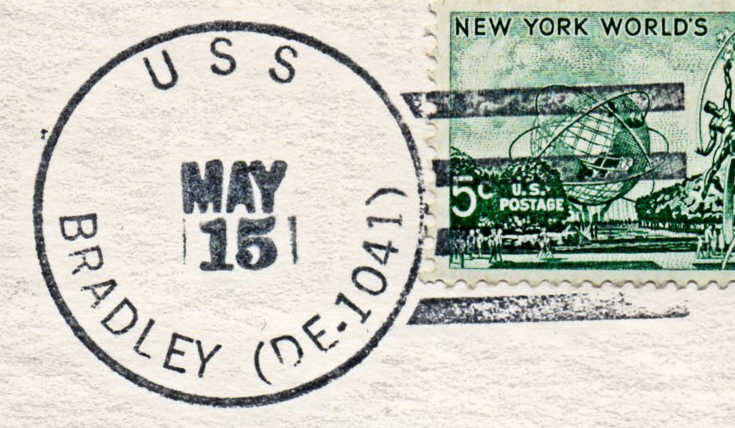 USS
MAY
15
BRADLEY (DE-1041)
NEW YORK WORLD'S
5c U.S.
POSTAGE